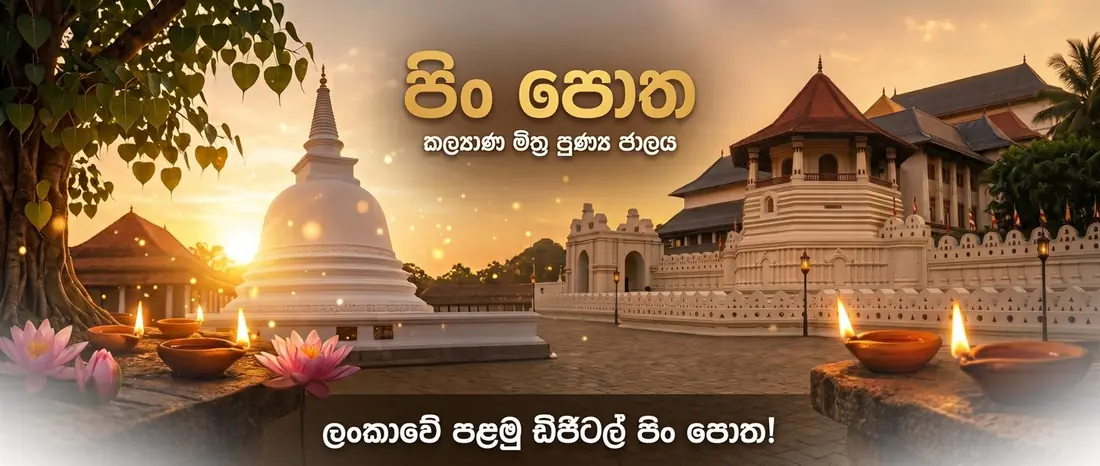 පිං පොත
කල්‍යාණ මිත්‍ර පුණ්‍ය ජාලය
ලංකාවේ පළමු ඩිජිටල් පිං පොත!